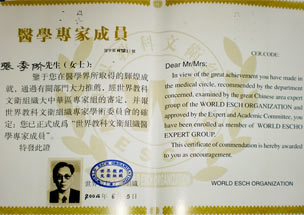 醫學專家成員
張季
先生(女士):
鑒于您在醫學界所取得的輝煌成
就,通過有關部門大力推薦,經世界教
科文衛組織大中華區專家組的審定,并報
世界教科文衛組織專家學術委員會的確
定;您已正式成爲“世界教科文衛組織醫
學專家成員”。
特發此證
2004
CER.CODE:
Dear Mr/Mrs:
In view of the great achievement you have made in
the medical circle, recommended by the department
concerned, examined by the great Chinese area expert
group of the WORLD ESCH ORGANIZATION and
approved by the Expert and Academic Committee, you
have been enrolled as member of WORLD ESCH
EXPERT GROUP.
This certificate of commendation is hereby awarded
to you as encouragement.
WORLD ESCH ORGANIZATION